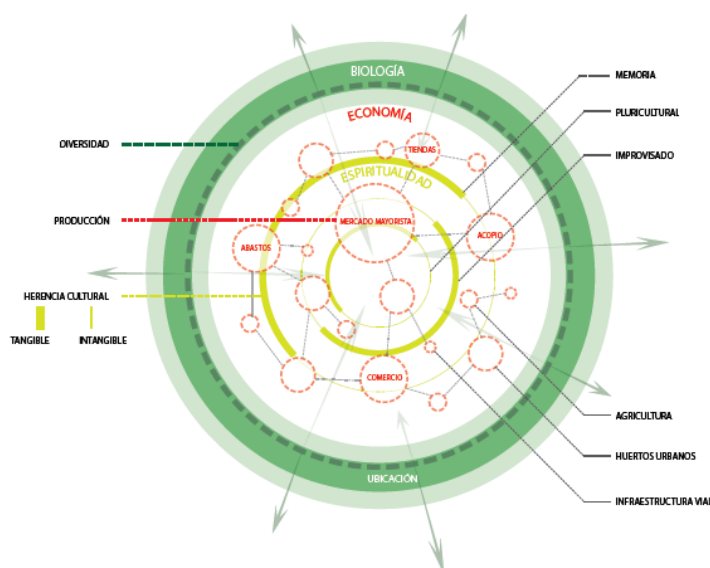 BIOLOGÍA
ECONOMÍA
TIENDAS
ESPIRITUALIDAD
MERCADO MAYORISTA
ABASTOS
ACOPIO
COMERCIO
UBICACIÓN
DIVERSIDAD
PRODUCCIÓN
HERENCIA CULTURAL
TANGIBLE
INTANGIBLE
MEMORIA
PLURICULTURAL
IMPROVISADO
AGRICULTURA
HUERTOS URBANOS
INFRAESTRUCTURA VIAL